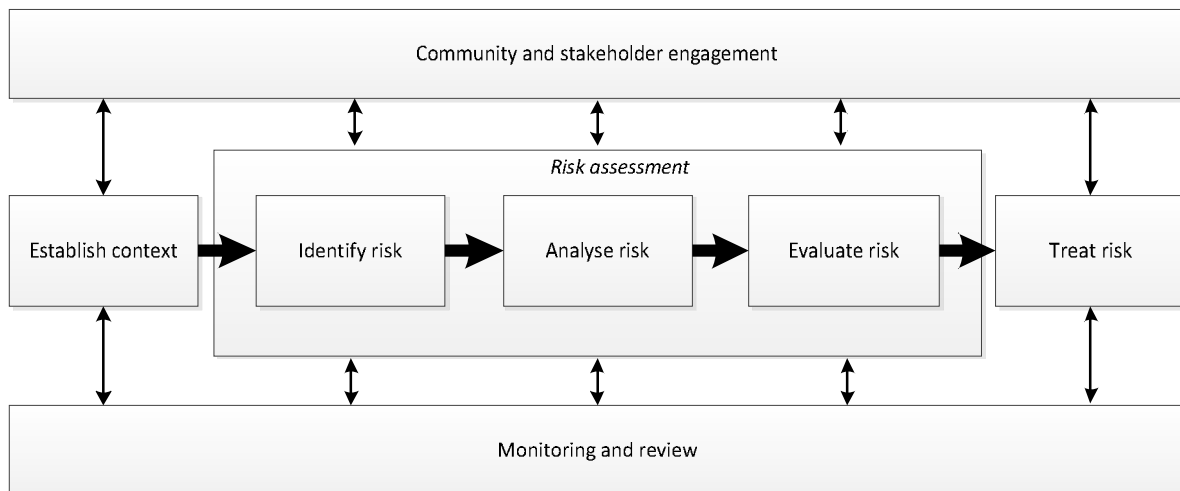 Community and stakeholder engagement
Risk assessment
Establish context
Identify risk
Analyse risk
Evaluate risk
Treat risk
Monitoring and review